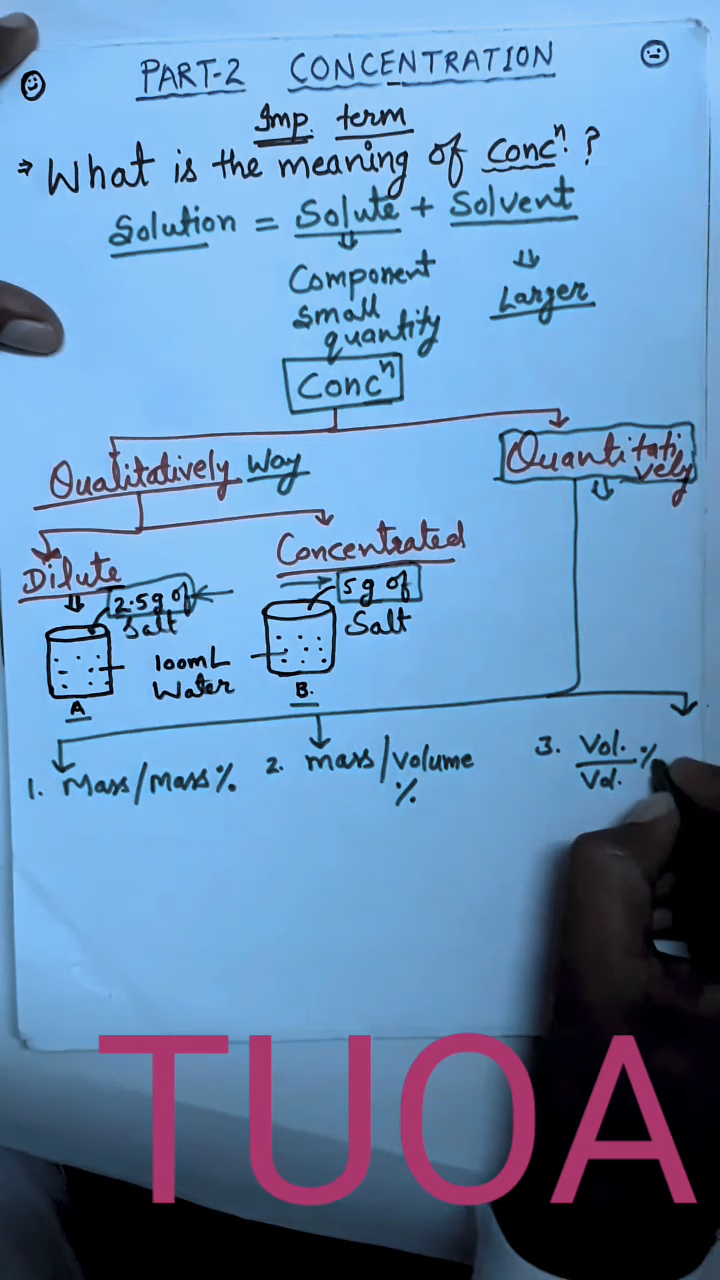 PART-2 CONCENTRATION
Imp. term
⇒ What is the meaning of Concⁿ. ?
Solution = Solute + Solvent
Component
small
quantity
Larger
Concⁿ
Qualitatively Way
Quantitati
vely
Dilute
Concentrated
2.5g of
Salt
5g of
Salt
100mL
Water
A
B.
1. Mass/Mass%
2. mass/volume
%
3. Vol. %
Vol.
TUOA